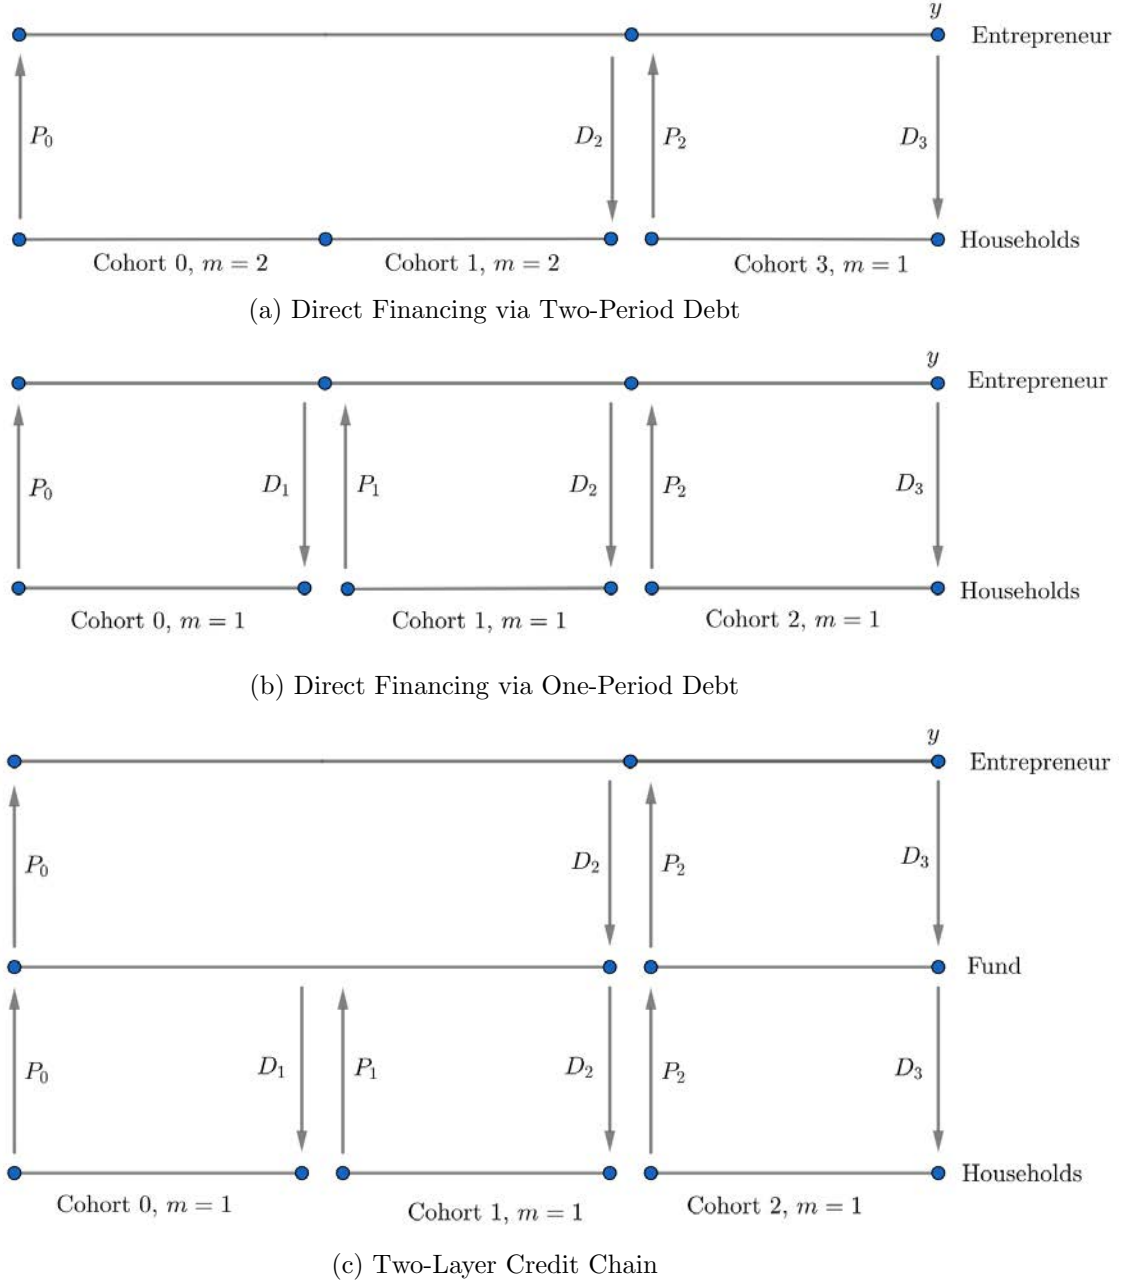 y
Entrepreneur
P₀ D₂ P₂ D₃
Households
Cohort 0, m = 2 Cohort 1, m = 2 Cohort 3, m = 1
(a) Direct Financing via Two-Period Debt
y
Entrepreneur
P₀ D₁ P₁ D₂ P₂ D₃
Households
Cohort 0, m = 1 Cohort 1, m = 1 Cohort 2, m = 1
(b) Direct Financing via One-Period Debt
y
Entrepreneur
P₀ D₂ P₂ D₃
Fund
P₀ D₁ P₁ D₂ P₂ D₃
Households
Cohort 0, m = 1 Cohort 1, m = 1 Cohort 2, m = 1
(c) Two-Layer Credit Chain